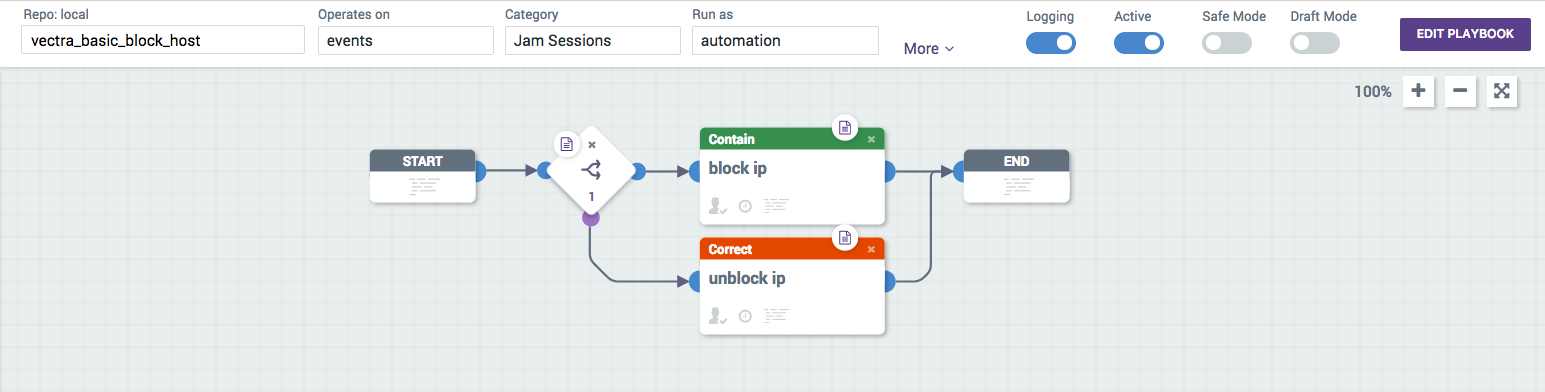 Repo: local
Operates on
Category
Run as
Logging
Active
Safe Mode
Draft Mode
vectra_basic_block_host
events
Jam Sessions
automation
More
EDIT PLAYBOOK
100%
START
1
Contain
block ip
Correct
unblock ip
END